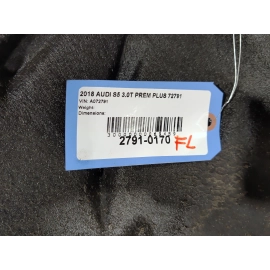 2018 AUDI S5 3.0T PREM PLUS 72791
VIN: A072791
Weight:
Dimensions:
2791-0170 FL